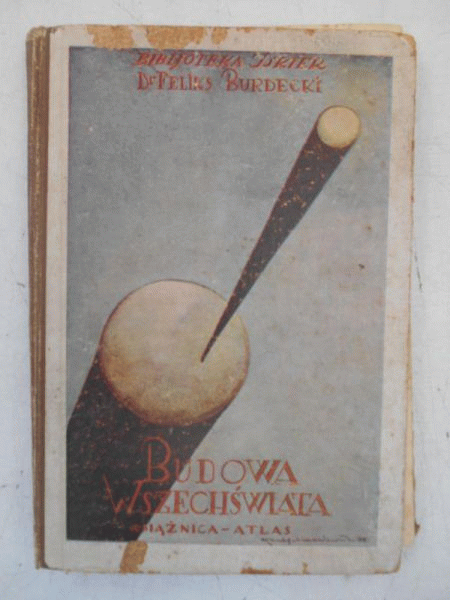 BIBLJOTEKA ISKIER
DR FELIKS BURDECKI
BUDOWA
WSZECHŚWIATA
KSIĄŻNICA-ATLAS